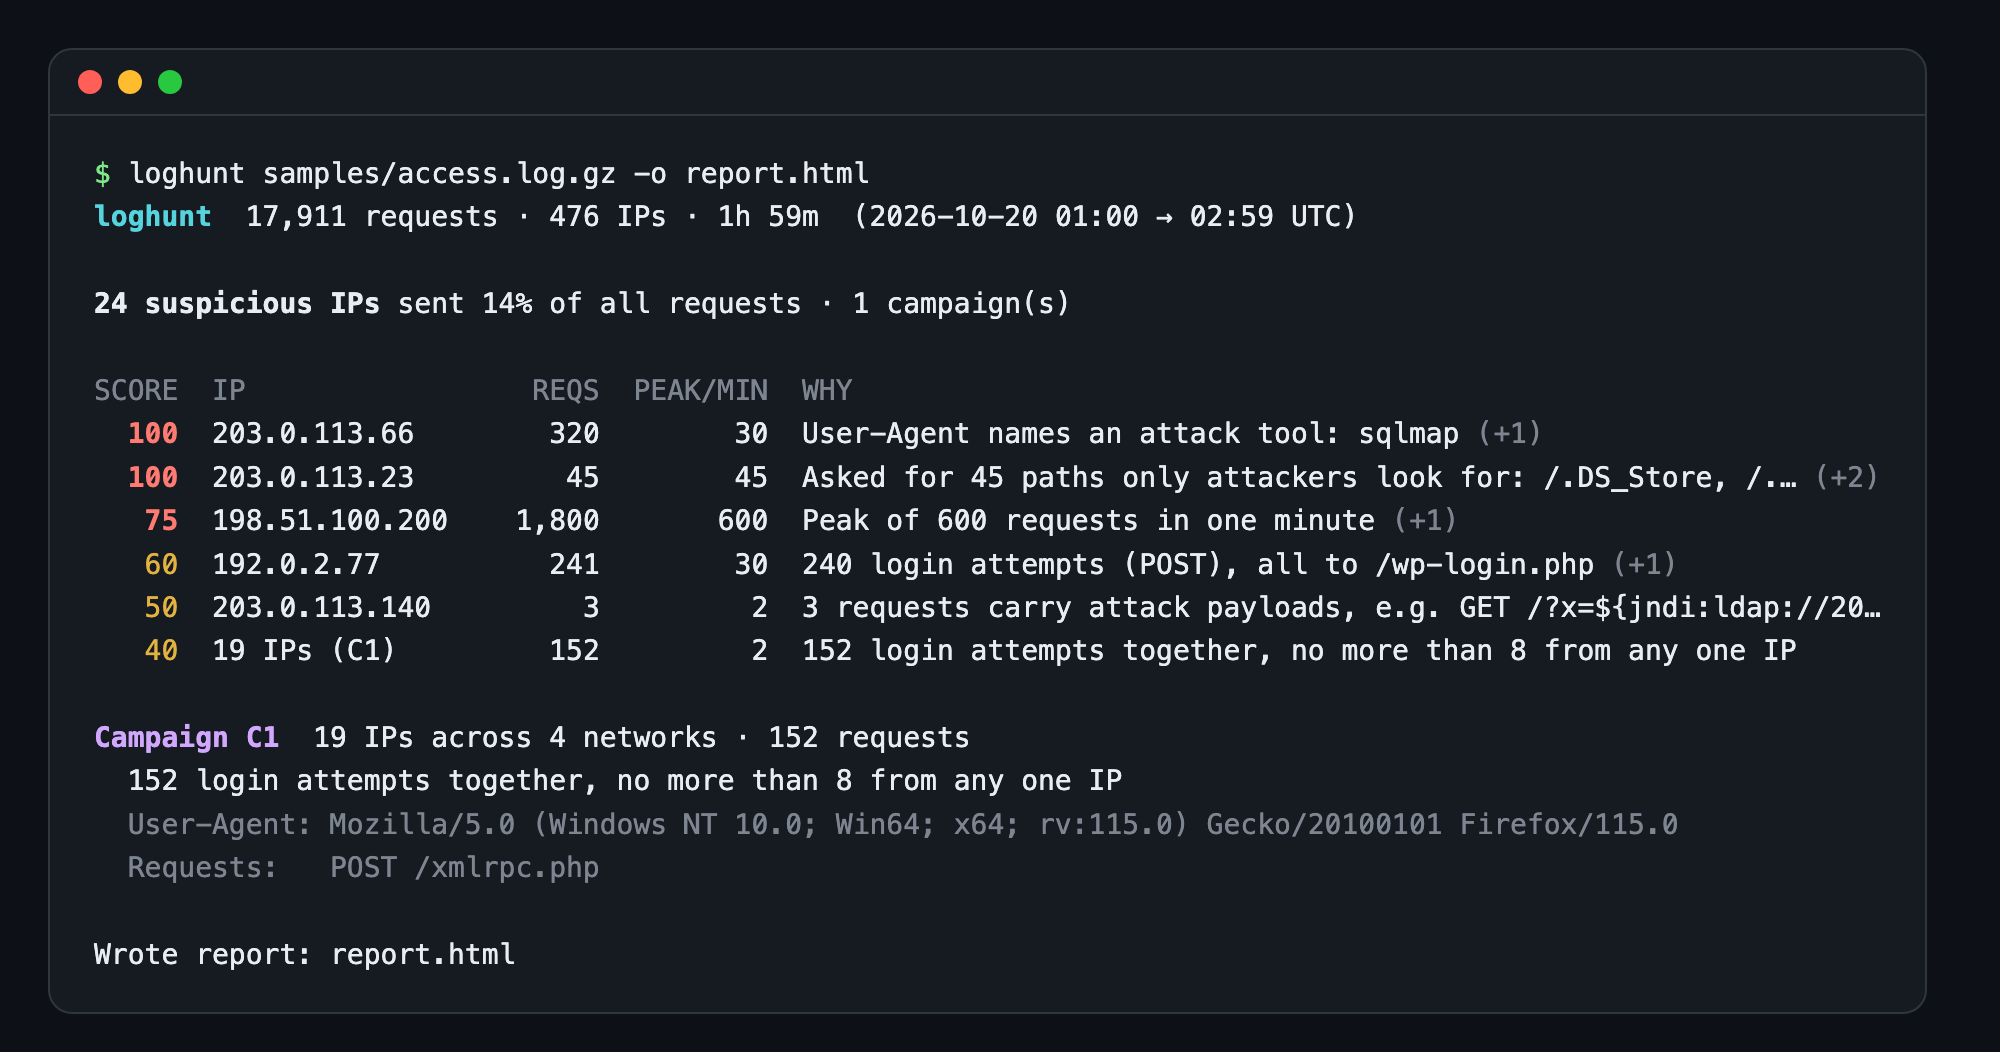 $ loghunt samples/access.log.gz -o report.html
loghunt  17,911 requests · 476 IPs · 1h 59m  (2026-10-20 01:00 → 02:59 UTC)
24 suspicious IPs sent 14% of all requests · 1 campaign(s)
SCORE  IP                 REQS  PEAK/MIN  WHY
100  203.0.113.66        320        30  User-Agent names an attack tool: sqlmap (+1)
100  203.0.113.23         45        45  Asked for 45 paths only attackers look for: /.DS_Store, /.… (+2)
75  198.51.100.200    1,800       600  Peak of 600 requests in one minute (+1)
60  192.0.2.77          241        30  240 login attempts (POST), all to /wp-login.php (+1)
50  203.0.113.140         3         2  3 requests carry attack payloads, e.g. GET /?x=${jndi:ldap://20…
40  19 IPs (C1)         152         2  152 login attempts together, no more than 8 from any one IP
Campaign C1  19 IPs across 4 networks · 152 requests
152 login attempts together, no more than 8 from any one IP
User-Agent: Mozilla/5.0 (Windows NT 10.0; Win64; x64; rv:115.0) Gecko/20100101 Firefox/115.0
Requests:   POST /xmlrpc.php
Wrote report: report.html